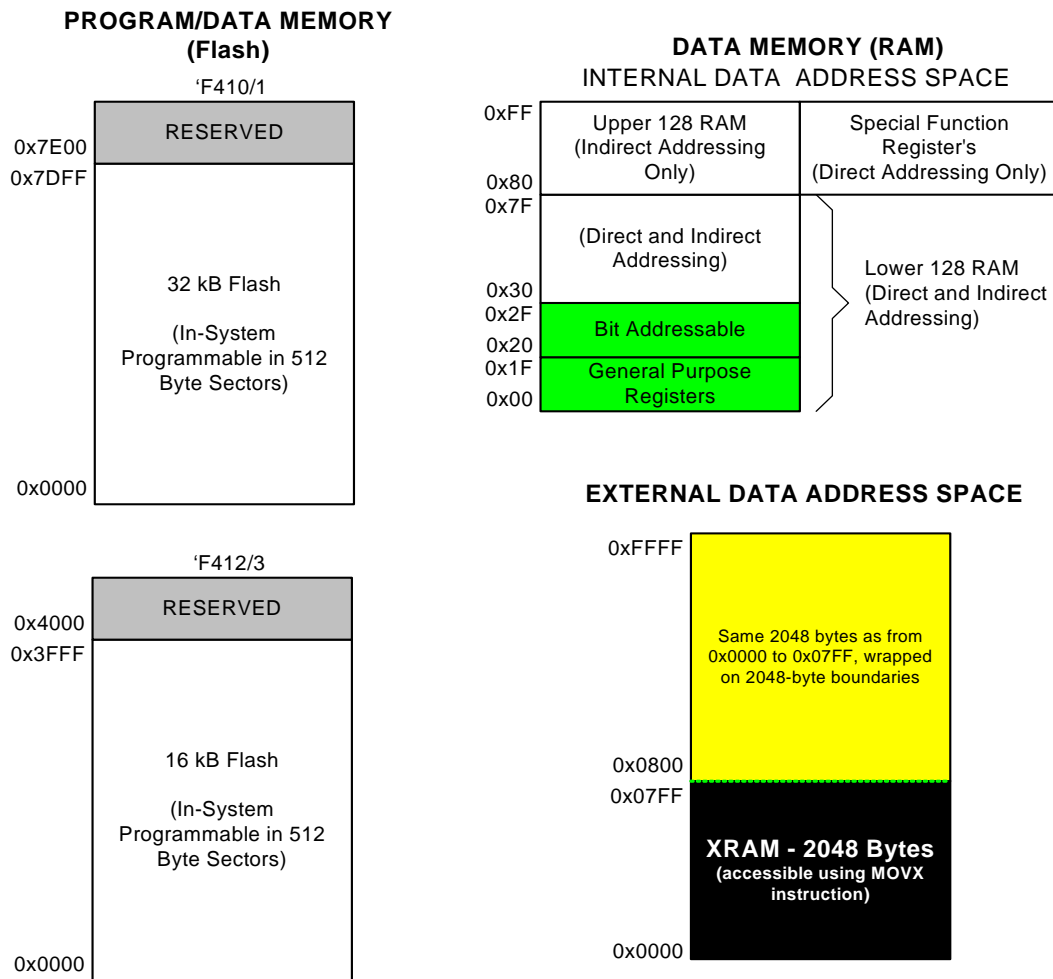 PROGRAM/DATA MEMORY
(Flash)
‘F410/1
RESERVED
0x7E00
0x7DFF
32 kB Flash
(In-System
Programmable in 512
Byte Sectors)
0x0000
‘F412/3
RESERVED
0x4000
0x3FFF
16 kB Flash
(In-System
Programmable in 512
Byte Sectors)
0x0000
DATA MEMORY (RAM)
INTERNAL DATA ADDRESS SPACE
0xFF
Upper 128 RAM
(Indirect Addressing
Only)
Special Function
Register's
(Direct Addressing Only)
0x80
0x7F
(Direct and Indirect
Addressing)
Lower 128 RAM
(Direct and Indirect
Addressing)
0x30
0x2F
Bit Addressable
0x20
0x1F
General Purpose
Registers
0x00
EXTERNAL DATA ADDRESS SPACE
0xFFFF
Same 2048 bytes as from
0x0000 to 0x07FF, wrapped
on 2048-byte boundaries
0x0800
0x07FF
XRAM - 2048 Bytes
(accessible using MOVX
instruction)
0x0000